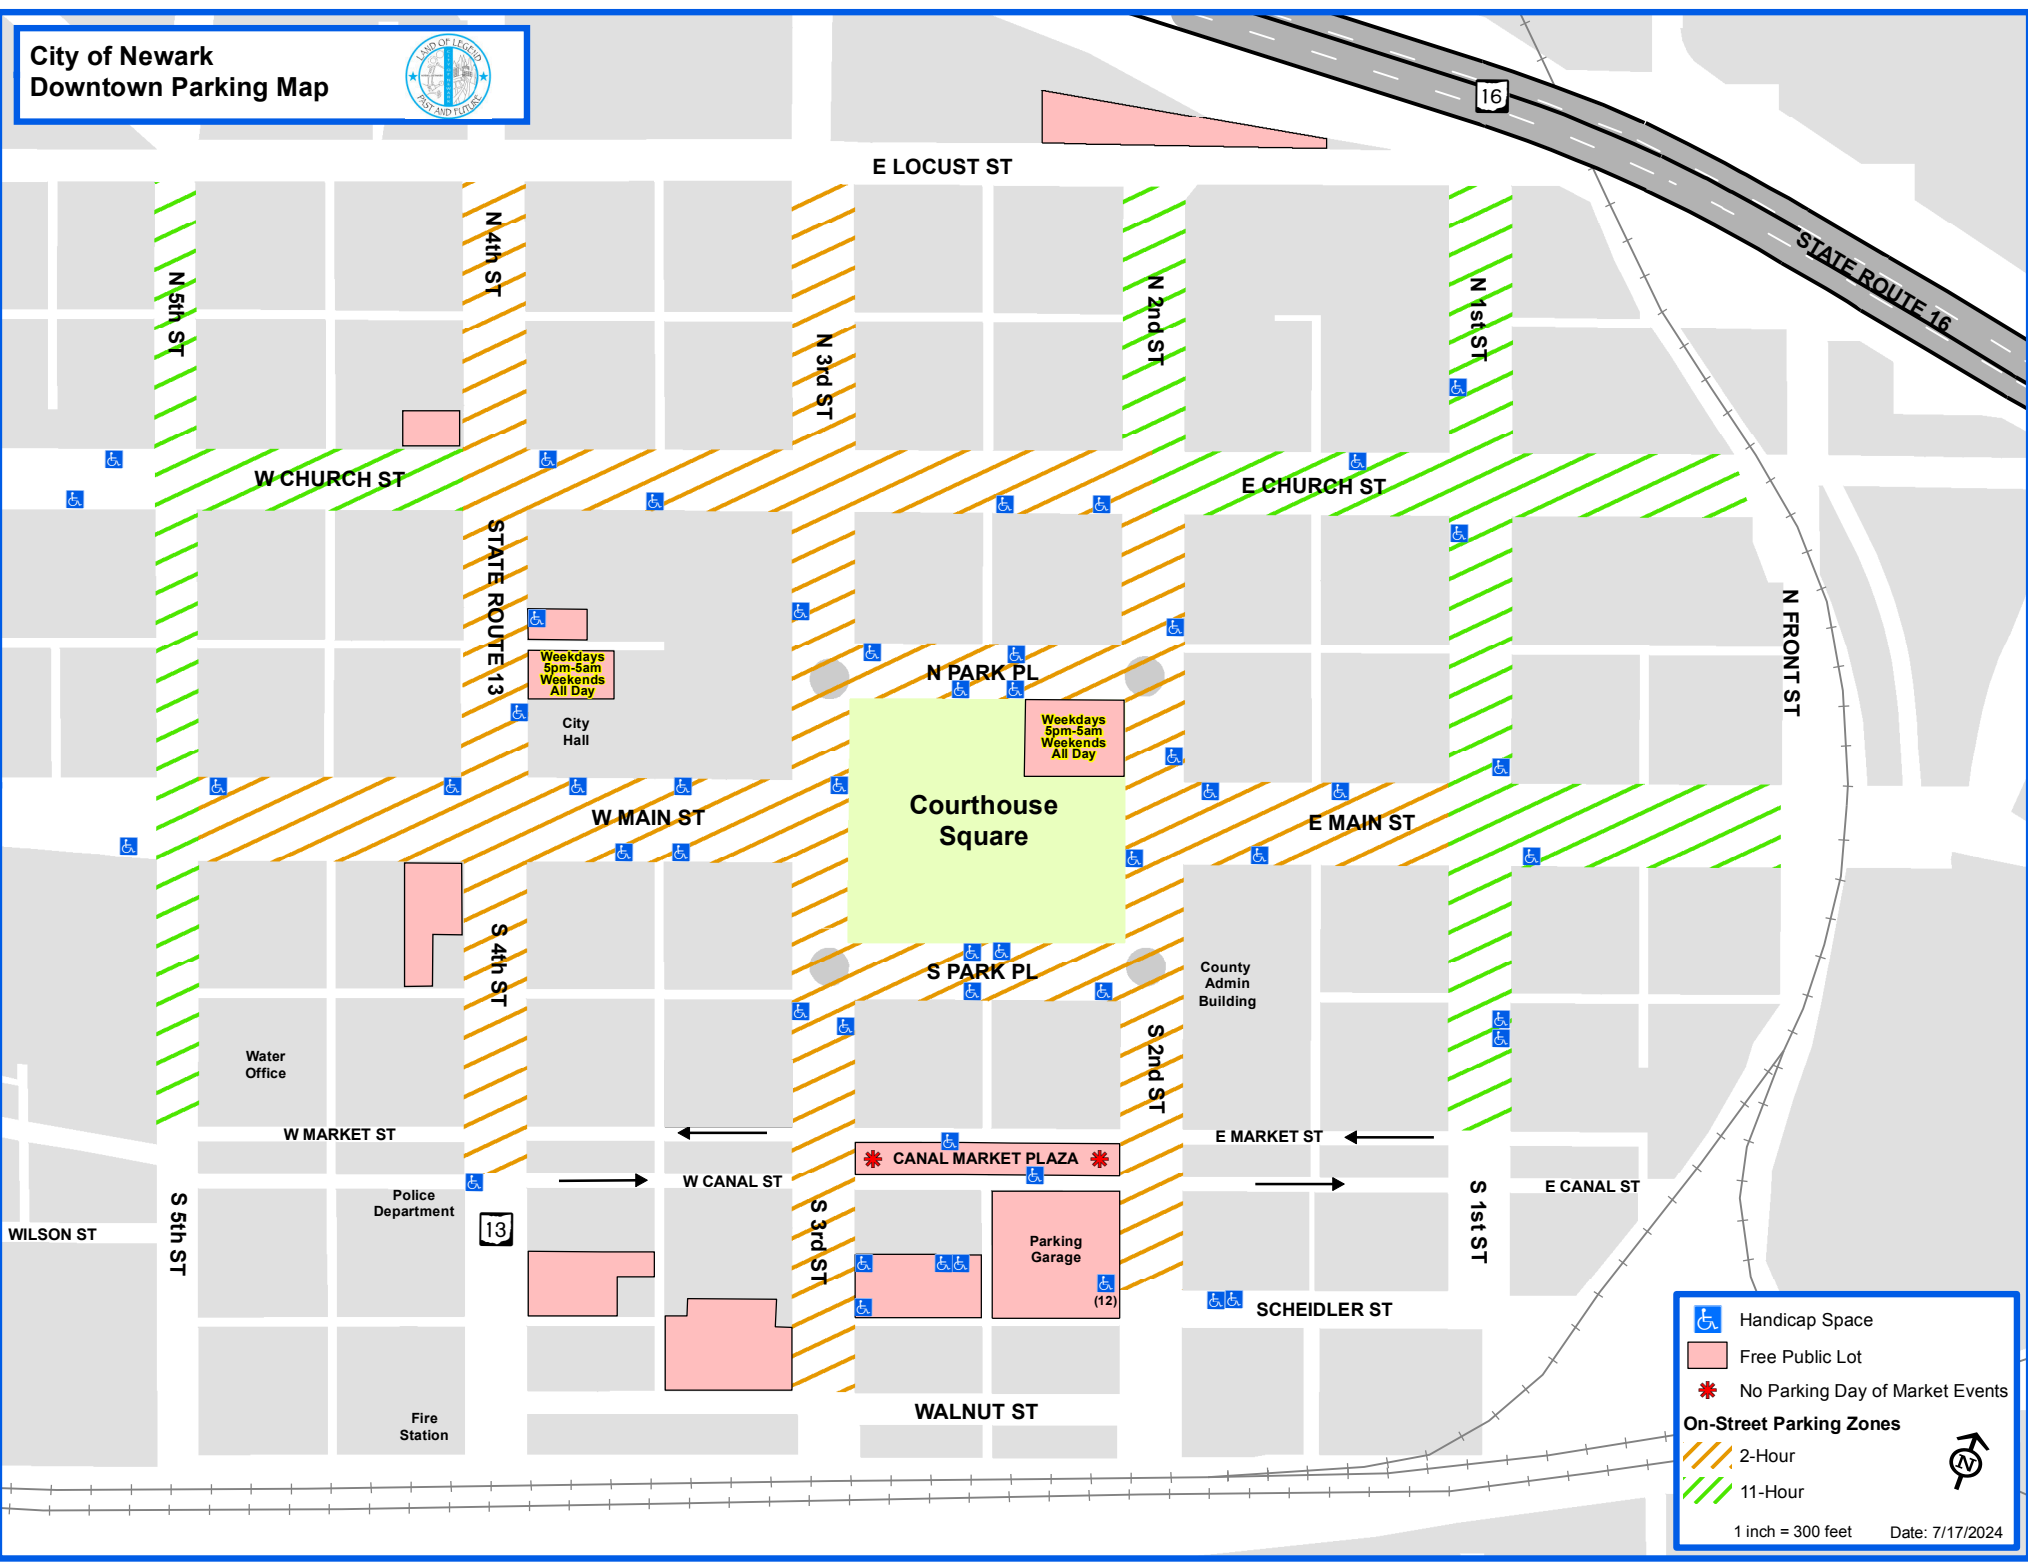 City of Newark
Downtown Parking Map
LAND OF LEGEND
PAST AND FUTURE
16
E LOCUST ST
STATE ROUTE 16
N 5th ST
N 4th ST
N 3rd ST
N 2nd ST
N 1st ST
W CHURCH ST
E CHURCH ST
STATE ROUTE 13
N FRONT ST
Weekdays
5pm-5am
Weekends
All Day
City
Hall
N PARK PL
Weekdays
5pm-5am
Weekends
All Day
Courthouse
Square
W MAIN ST
E MAIN ST
S 4th ST
S PARK PL
County
Admin
Building
S 2nd ST
Water
Office
W MARKET ST
E MARKET ST
CANAL MARKET PLAZA
W CANAL ST
E CANAL ST
Police
Department
13
WILSON ST
S 5th ST
S 3rd ST
S 1st ST
Parking
Garage
(12)
SCHEIDLER ST
WALNUT ST
Fire
Station
Handicap Space
Free Public Lot
No Parking Day of Market Events
On-Street Parking Zones
2-Hour
11-Hour
N
1 inch = 300 feet
Date: 7/17/2024